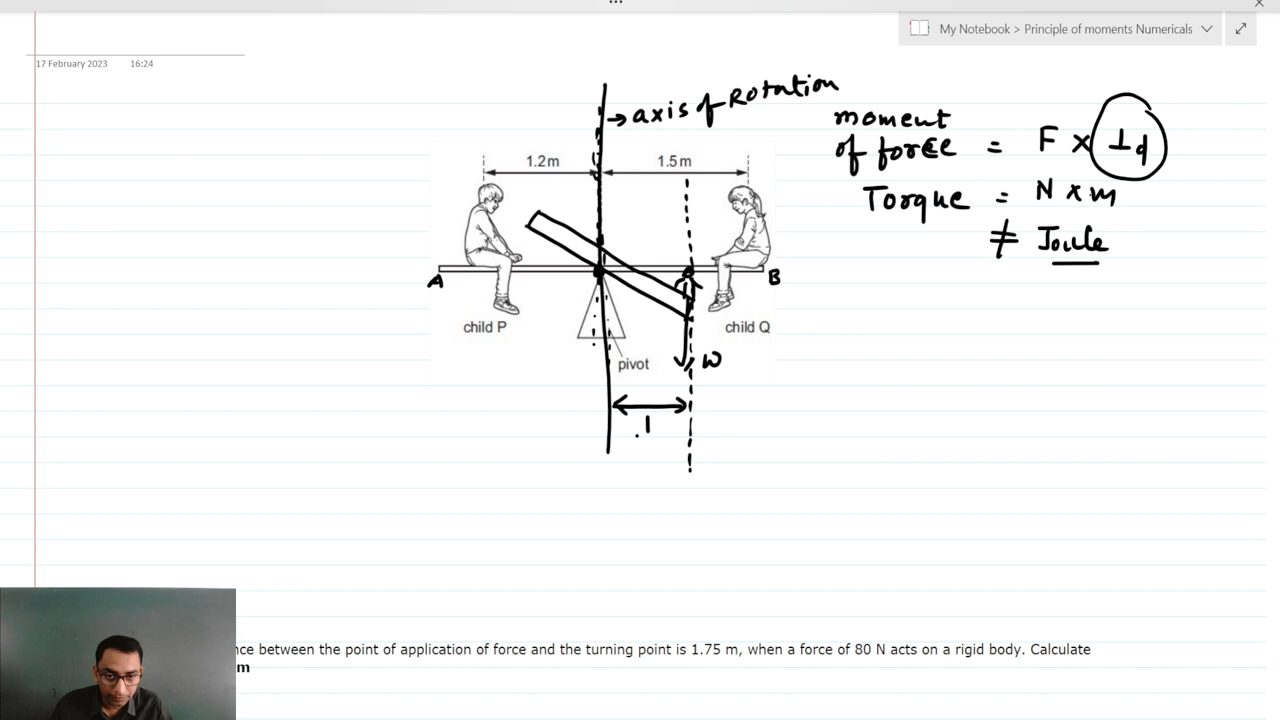 My Notebook > Principle of moments Numericals
17 February 2023 16:24
→ axis of Rotation
moment
of force = F × ⊥d
Torque = N × m
≠ Joule
1.2m 1.5m
A B
child P child Q
pivot
W
nce between the point of application of force and the turning point is 1.75 m, when a force of 80 N acts on a rigid body. Calculate
m